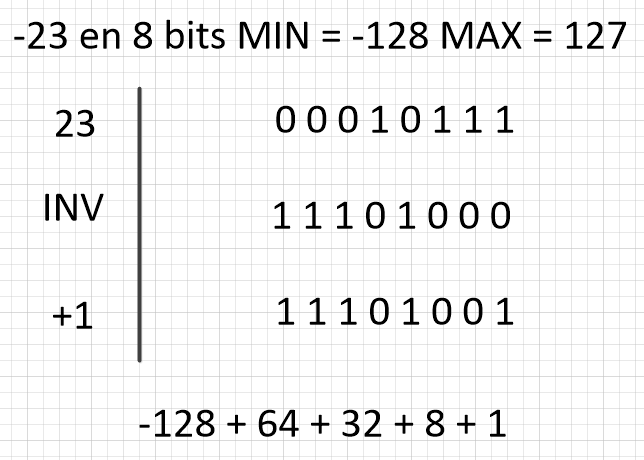 -23 en 8 bits MIN = -128 MAX = 127
23 0 0 0 1 0 1 1 1
INV 1 1 1 0 1 0 0 0
+1 1 1 1 0 1 0 0 1
-128 + 64 + 32 + 8 + 1